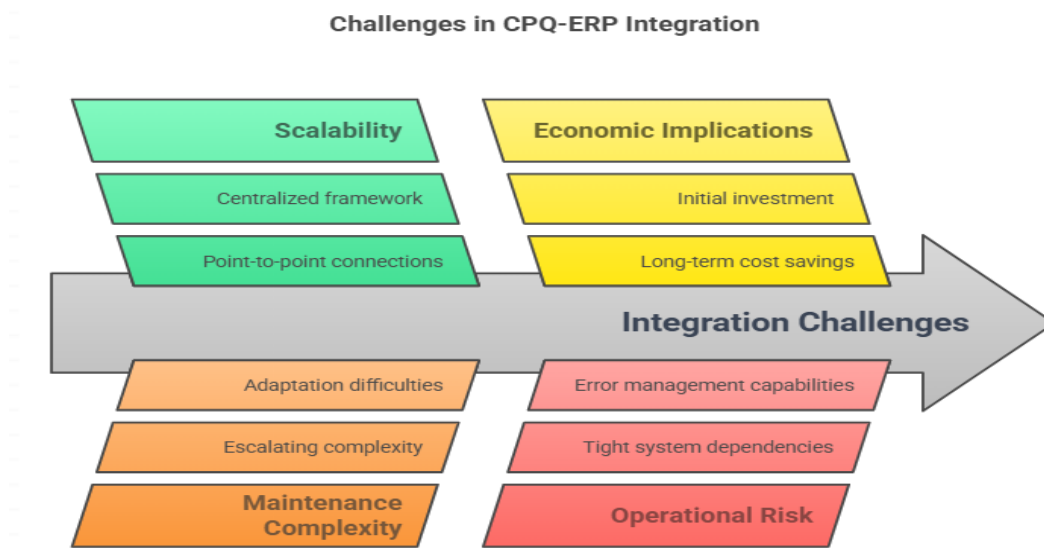 Challenges in CPQ-ERP Integration
Scalability
Centralized framework
Point-to-point connections
Economic Implications
Initial investment
Long-term cost savings
Integration Challenges
Adaptation difficulties
Escalating complexity
Maintenance
Complexity
Error management capabilities
Tight system dependencies
Operational Risk